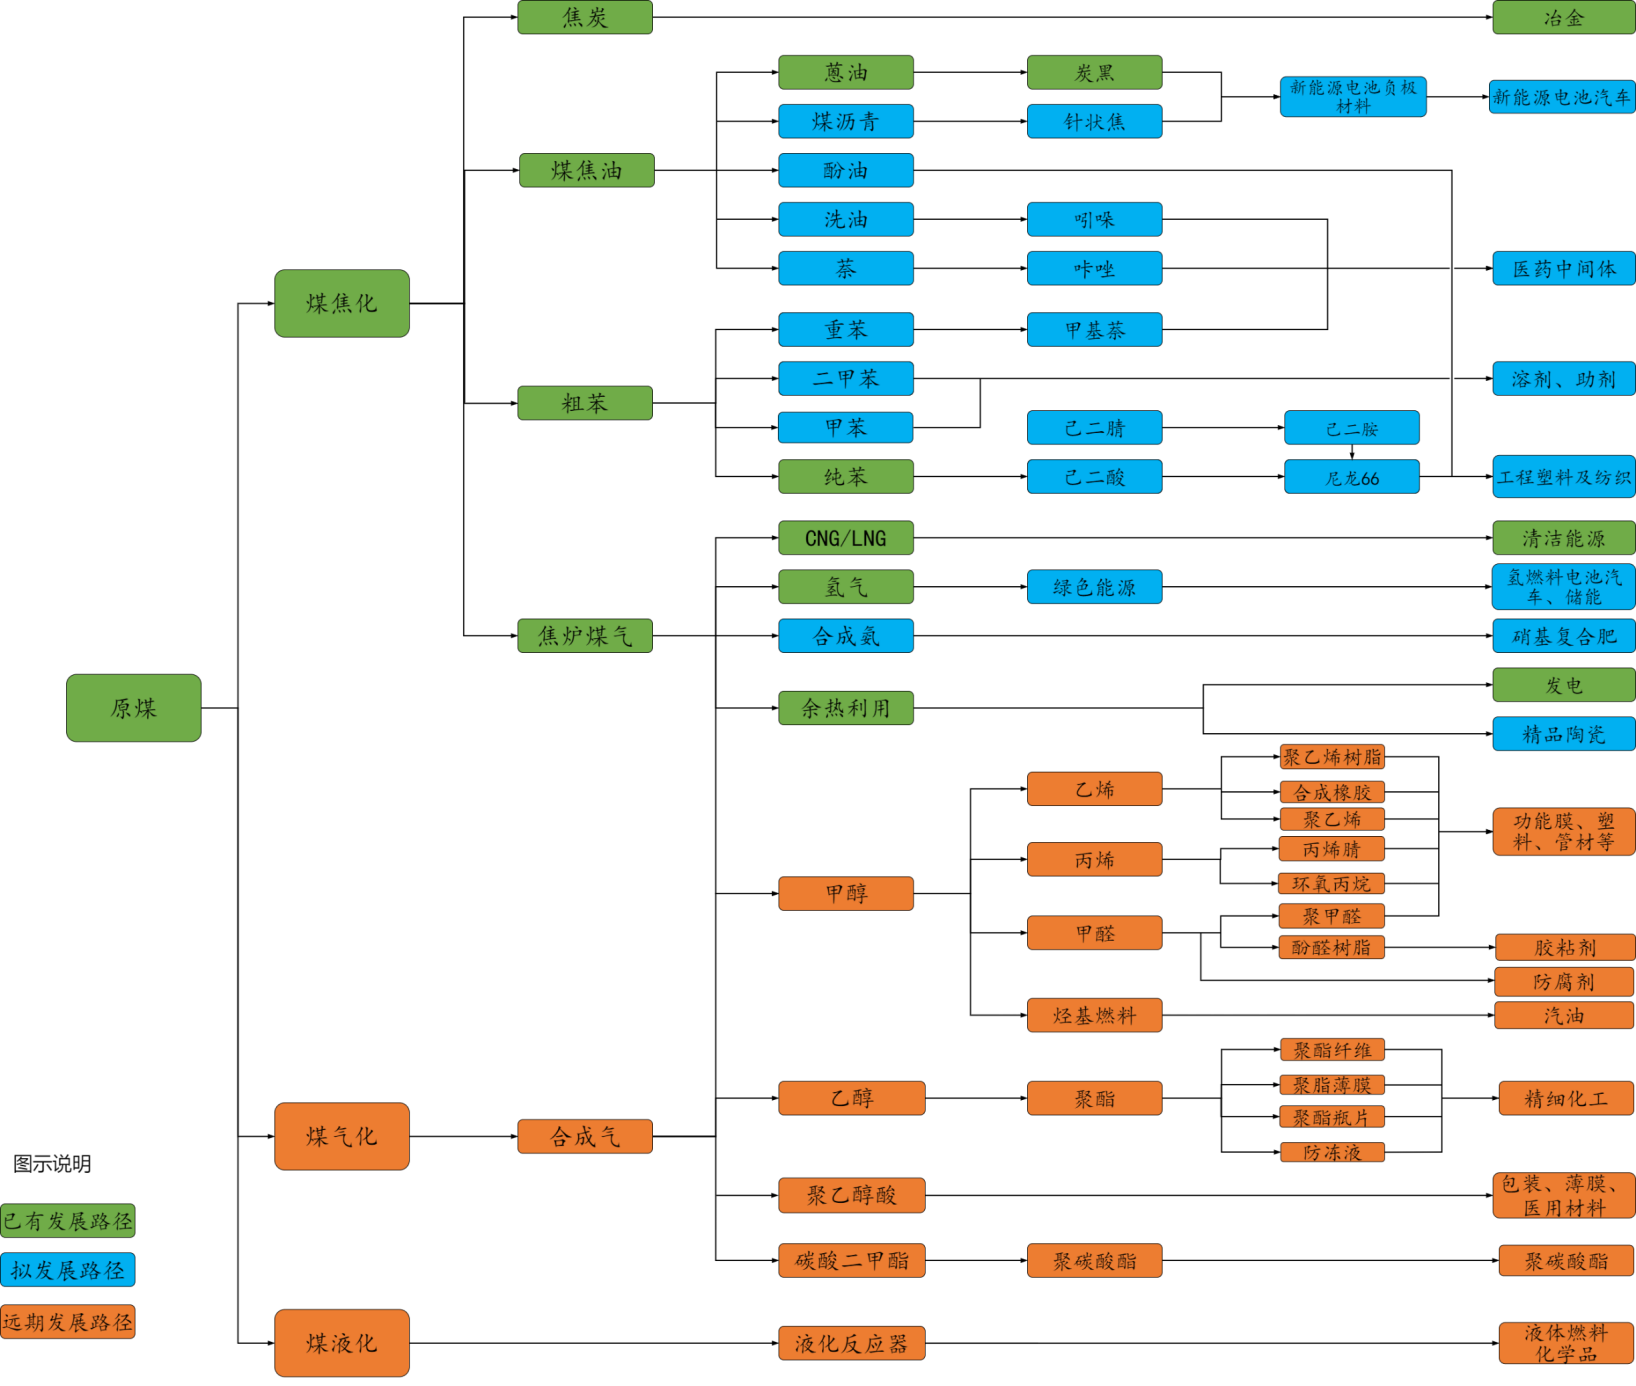 焦炭
冶金
蒽油
炭黑
新能源电池负极
材料
新能源电池汽车
煤沥青
针状焦
煤焦油
酚油
洗油
吲哚
萘
咔唑
医药中间体
煤焦化
重苯
甲基萘
二甲苯
溶剂、助剂
粗苯
甲苯
己二腈
己二胺
纯苯
己二酸
尼龙66
工程塑料及纺织
CNG/LNG
清洁能源
氢气
绿色能源
氢燃料电池汽
车、储能
焦炉煤气
合成氨
硝基复合肥
原煤
余热利用
发电
精品陶瓷
乙烯
聚乙烯树脂
合成橡胶
聚乙烯
功能膜、塑
料、管材等
丙烯
丙烯腈
环氧丙烷
甲醇
甲醛
聚甲醛
酚醛树脂
胶粘剂
防腐剂
烃基燃料
汽油
乙醇
聚酯
聚酯纤维
聚脂薄膜
聚酯瓶片
防冻液
精细化工
煤气化
合成气
聚乙醇酸
包装、薄膜、
医用材料
碳酸二甲酯
聚碳酸酯
聚碳酸酯
煤液化
液化反应器
液体燃料
化学品
图示说明
已有发展路径
拟发展路径
远期发展路径